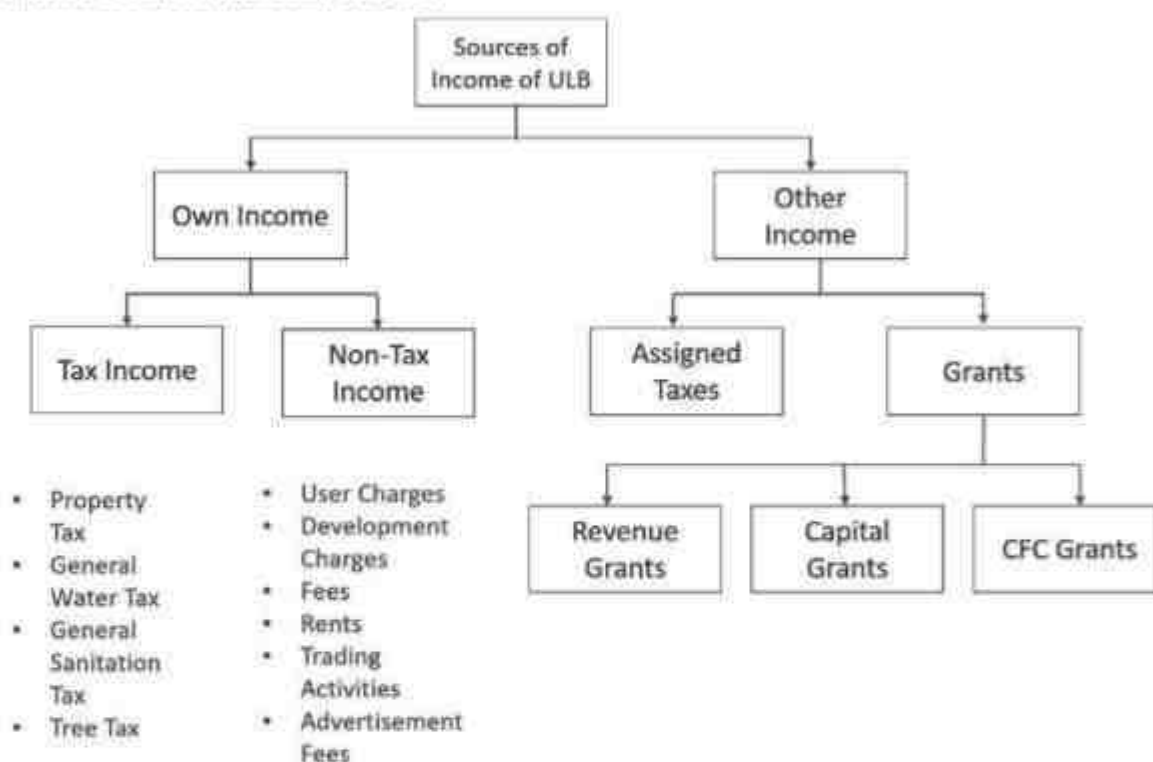 Sources of
Income of ULB
Own Income
Other
Income
Tax Income
Non-Tax
Income
Assigned
Taxes
Grants
Revenue
Grants
Capital
Grants
CFC Grants
• Property
Tax
• General
Water Tax
• General
Sanitation
Tax
• Tree Tax
• User Charges
• Development
Charges
• Fees
• Rents
• Trading
Activities
• Advertisement
Fees